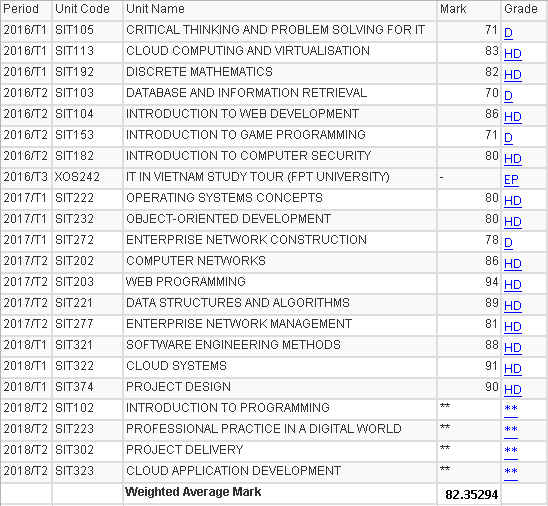 Period Unit Code Unit Name Mark Grade
2016/T1 SIT105 CRITICAL THINKING AND PROBLEM SOLVING FOR IT 71 D
2016/T1 SIT113 CLOUD COMPUTING AND VIRTUALISATION 83 HD
2016/T1 SIT192 DISCRETE MATHEMATICS 82 HD
2016/T2 SIT103 DATABASE AND INFORMATION RETRIEVAL 70 D
2016/T2 SIT104 INTRODUCTION TO WEB DEVELOPMENT 86 HD
2016/T2 SIT153 INTRODUCTION TO GAME PROGRAMMING 71 D
2016/T2 SIT182 INTRODUCTION TO COMPUTER SECURITY 80 HD
2016/T3 XOS242 IT IN VIETNAM STUDY TOUR (FPT UNIVERSITY) - EP
2017/T1 SIT222 OPERATING SYSTEMS CONCEPTS 80 HD
2017/T1 SIT232 OBJECT-ORIENTED DEVELOPMENT 80 HD
2017/T1 SIT272 ENTERPRISE NETWORK CONSTRUCTION 78 D
2017/T2 SIT202 COMPUTER NETWORKS 86 HD
2017/T2 SIT203 WEB PROGRAMMING 94 HD
2017/T2 SIT221 DATA STRUCTURES AND ALGORITHMS 89 HD
2017/T2 SIT277 ENTERPRISE NETWORK MANAGEMENT 81 HD
2018/T1 SIT321 SOFTWARE ENGINEERING METHODS 88 HD
2018/T1 SIT322 CLOUD SYSTEMS 91 HD
2018/T1 SIT374 PROJECT DESIGN 90 HD
2018/T2 SIT102 INTRODUCTION TO PROGRAMMING ** **
2018/T2 SIT223 PROFESSIONAL PRACTICE IN A DIGITAL WORLD ** **
2018/T2 SIT302 PROJECT DELIVERY ** **
2018/T2 SIT323 CLOUD APPLICATION DEVELOPMENT ** **
Weighted Average Mark 82.35294